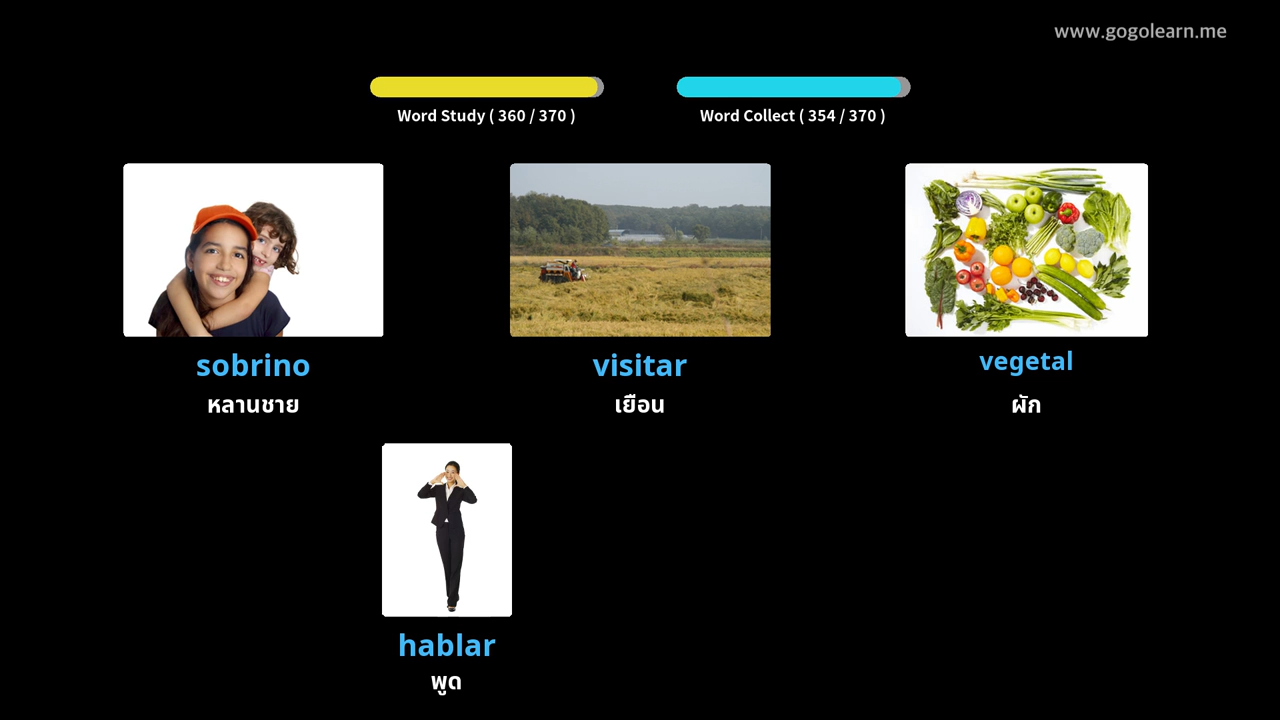 www.gogolearn.me
Word Study ( 360 / 370 )
Word Collect ( 354 / 370 )
sobrino
visitar
vegetal
หลานชาย
เยือน
ผัก
hablar
พูด